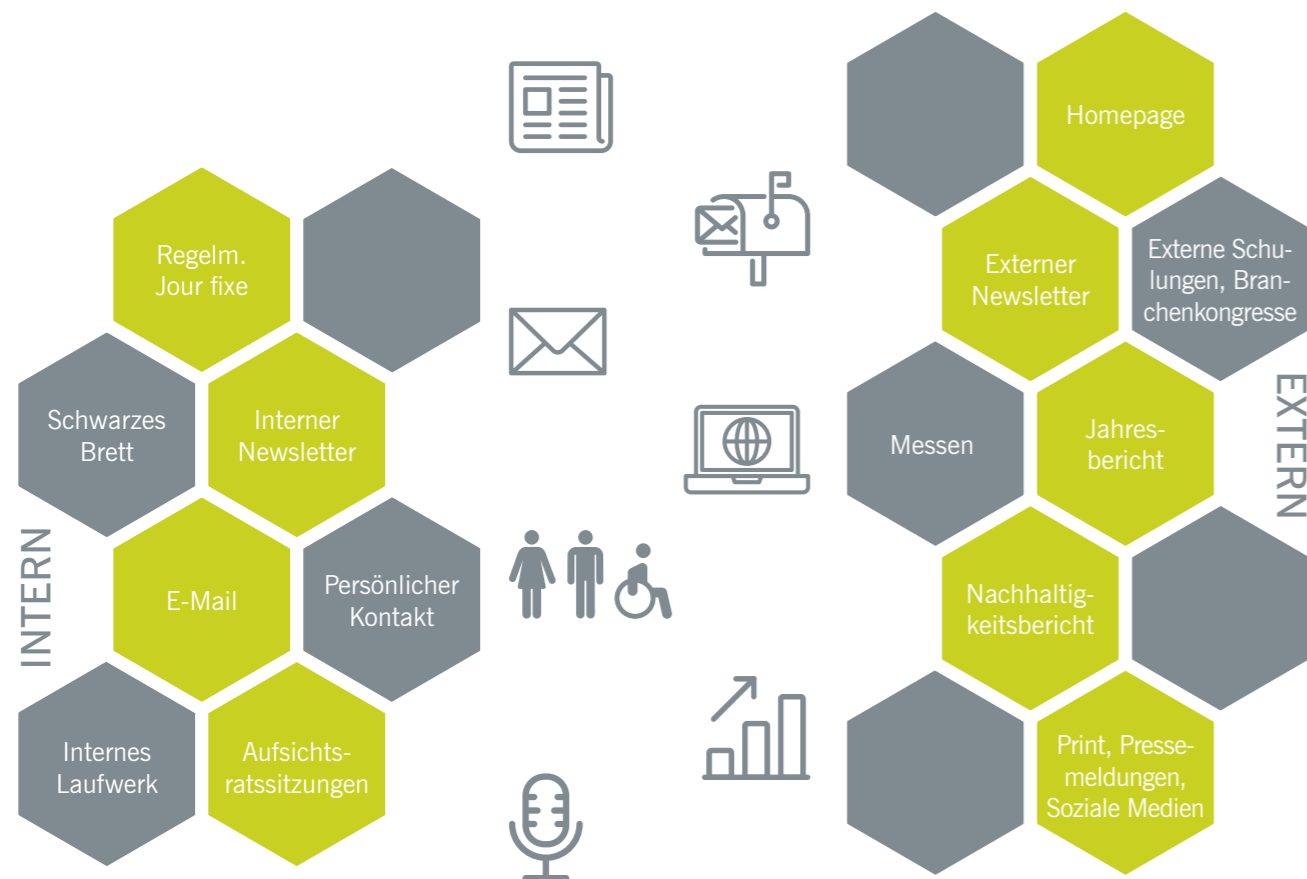 INTERN
Regelm.
Jour fixe
Schwarzes
Brett
Interner
Newsletter
E-Mail
Persönlicher
Kontakt
Internes
Laufwerk
Aufsichts-
ratssitzungen
EXTERN
Homepage
Externer
Newsletter
Externe Schu-
lungen, Bran-
chenkongresse
Messen
Jahres-
bericht
Nachhaltig-
keitsbericht
Print, Presse-
meldungen,
Soziale Medien